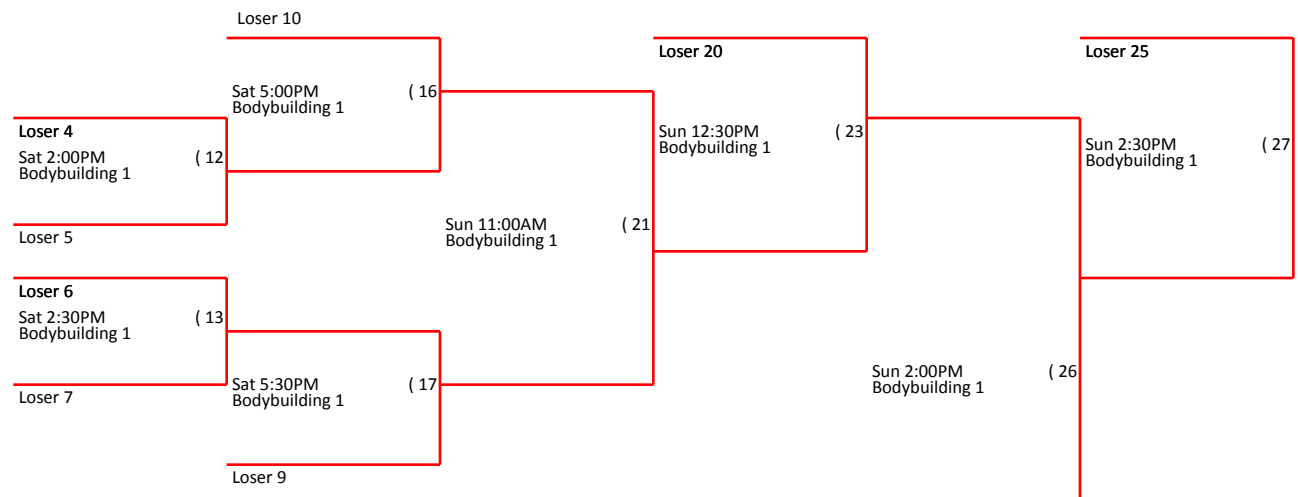 Loser 10
Loser 20
Loser 25
Sat 5:00PM ( 16
Bodybuilding 1
Loser 4
Sat 2:00PM ( 12
Bodybuilding 1
Sun 12:30PM ( 23
Bodybuilding 1
Sun 2:30PM ( 27
Bodybuilding 1
Loser 5
Sun 11:00AM ( 21
Bodybuilding 1
Loser 6
Sat 2:30PM ( 13
Bodybuilding 1
Loser 7
Sat 5:30PM ( 17
Bodybuilding 1
Sun 2:00PM ( 26
Bodybuilding 1
Loser 9